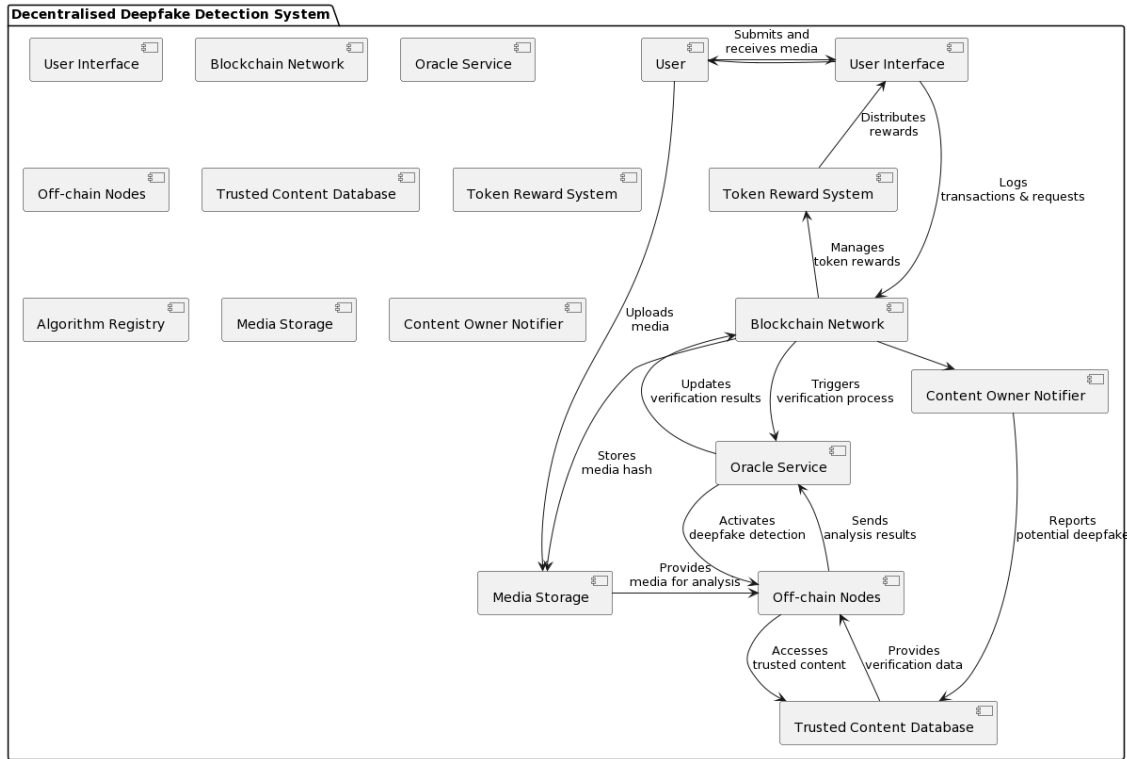 Decentralised Deepfake Detection System
User Interface
Blockchain Network
Oracle Service
User
Submits and
receives media
User Interface
Off-chain Nodes
Trusted Content Database
Token Reward System
Token Reward System
Distributes
rewards
Logs
transactions & requests
Manages
token rewards
Algorithm Registry
Media Storage
Content Owner Notifier
Uploads
media
Blockchain Network
Content Owner Notifier
Updates
verification results
Triggers
verification process
Stores
media hash
Oracle Service
Activates
deepfake detection
Sends
analysis results
Reports
potential deepfake
Media Storage
Provides
media for analysis
Off-chain Nodes
Accesses
trusted content
Provides
verification data
Trusted Content Database